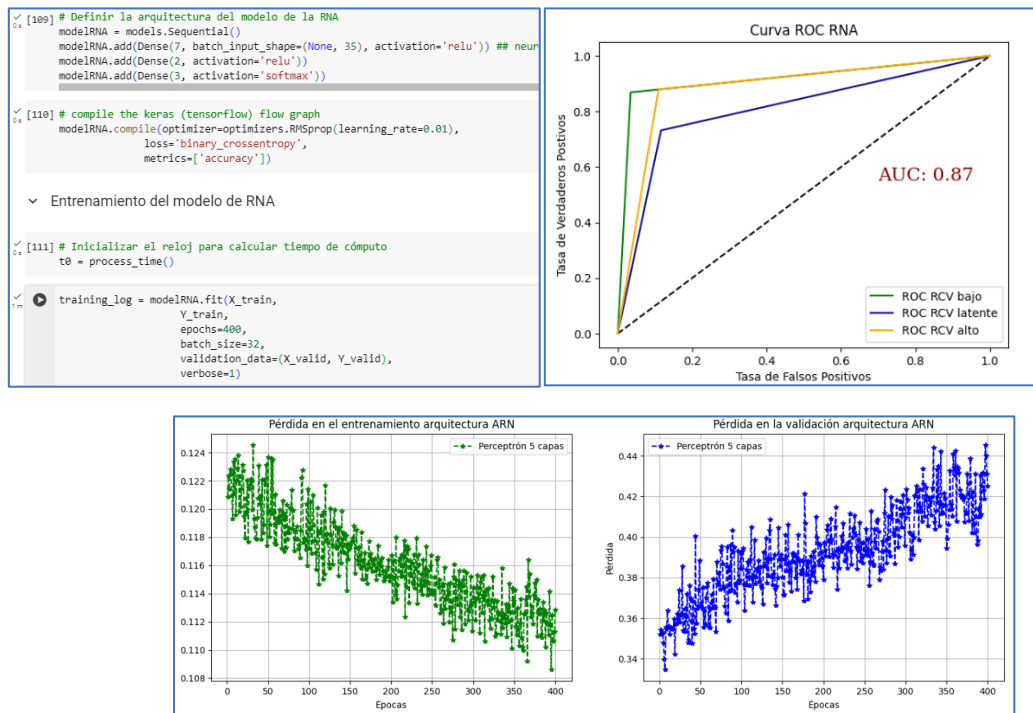 [109] # Definir la arquitectura del modelo de la RNA
0 s
modelRNA = models.Sequential()
modelRNA.add(Dense(7, batch_input_shape=(None, 35), activation='relu')) ## neur
modelRNA.add(Dense(2, activation='relu'))
modelRNA.add(Dense(3, activation='softmax'))
[110] # compile the keras (tensorflow) flow graph
0 s
modelRNA.compile(optimizer=optimizers.RMSprop(learning_rate=0.01),
loss='binary_crossentropy',
metrics=['accuracy'])
Entrenamiento del modelo de RNA
[111] # Inicializar el reloj para calcular tiempo de cómputo
0 s
t0 = process_time()
1 m
training_log = modelRNA.fit(X_train,
Y_train,
epochs=400,
batch_size=32,
validation_data=(X_valid, Y_valid),
verbose=1)
Curva ROC RNA
Tasa de Verdaderos Postivos
1.0
0.8
0.6
0.4
0.2
0.0
AUC: 0.87
ROC RCV bajo
ROC RCV latente
ROC RCV alto
0.0 0.2 0.4 0.6 0.8 1.0
Tasa de Falsos Positivos
Pérdida en el entrenamiento arquitectura ARN
Perceptrón 5 capas
0.124
0.122
0.120
0.118
0.116
0.114
0.112
0.110
0.108
0 50 100 150 200 250 300 350 400
Épocas
Pérdida en la validación arquitectura ARN
Perceptrón 5 capas
Pérdida
0.44
0.42
0.40
0.38
0.36
0.34
0 50 100 150 200 250 300 350 400
Épocas